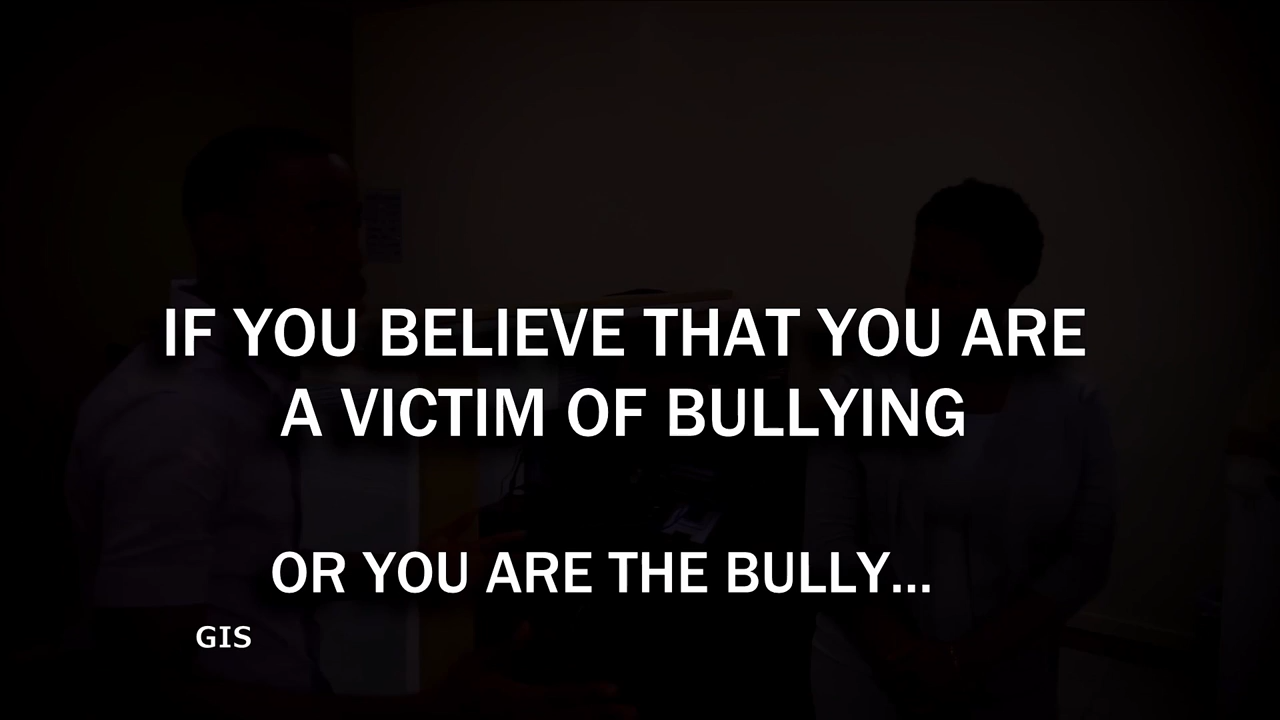 IF YOU BELIEVE THAT YOU ARE
A VICTIM OF BULLYING
OR YOU ARE THE BULLY...
GIS